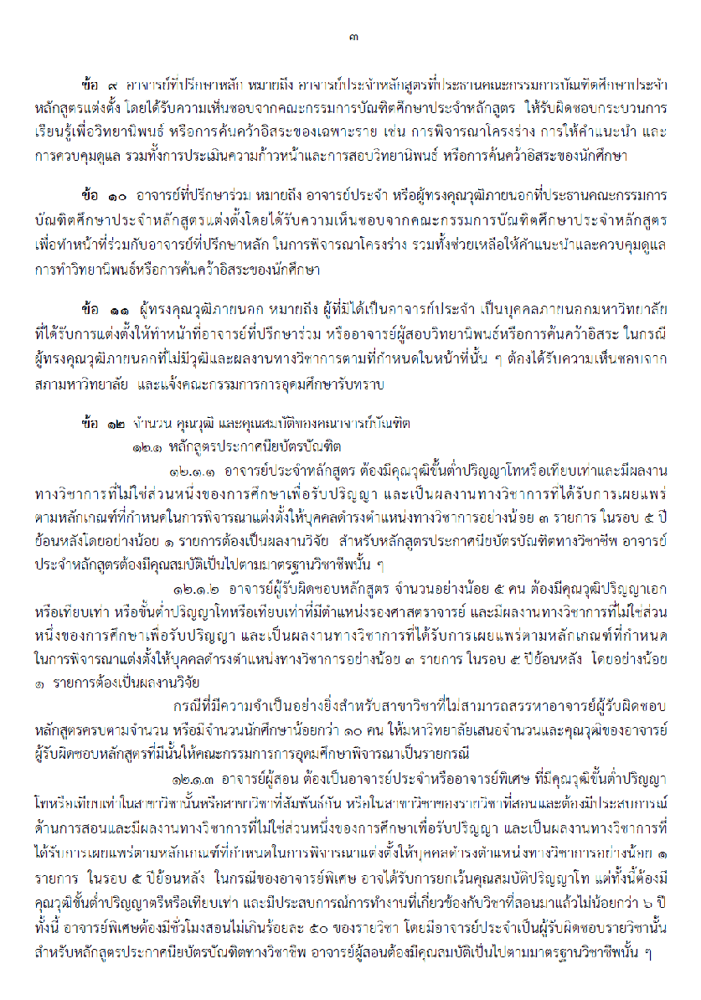 ๓
ข้อ ๙ อาจารย์ที่ปรึกษาหลัก หมายถึง อาจารย์ประจำหลักสูตรที่ประธานคณะกรรมการบัณฑิตศึกษาประจำ
หลักสูตรแต่งตั้ง โดยได้รับความเห็นชอบจากคณะกรรมการบัณฑิตศึกษาประจำหลักสูตร ให้รับผิดชอบกระบวนการ
เรียนรู้เพื่อวิทยานิพนธ์ หรือการค้นคว้าอิสระของเฉพาะราย เช่น การพิจารณาโครงร่าง การให้คำแนะนำ และ
การควบคุมดูแล รวมทั้งการประเมินความก้าวหน้าและการสอบวิทยานิพนธ์ หรือการค้นคว้าอิสระของนักศึกษา
ข้อ ๑๐ อาจารย์ที่ปรึกษาร่วม หมายถึง อาจารย์ประจำ หรือผู้ทรงคุณวุฒิภายนอกที่ประธานคณะกรรมการ
บัณฑิตศึกษาประจำหลักสูตรแต่งตั้งโดยได้รับความเห็นชอบจากคณะกรรมการบัณฑิตศึกษาประจำหลักสูตร
เพื่อทำหน้าที่ร่วมกับอาจารย์ที่ปรึกษาหลัก ในการพิจารณาโครงร่าง รวมทั้งช่วยเหลือให้คำแนะนำและควบคุมดูแล
การทำวิทยานิพนธ์หรือการค้นคว้าอิสระของนักศึกษา
ข้อ ๑๑ ผู้ทรงคุณวุฒิภายนอก หมายถึง ผู้ที่มิได้เป็นอาจารย์ประจำ เป็นบุคคลภายนอกมหาวิทยาลัย
ที่ได้รับการแต่งตั้งให้ทำหน้าที่อาจารย์ที่ปรึกษาร่วม หรืออาจารย์ผู้สอบวิทยานิพนธ์หรือการค้นคว้าอิสระ ในกรณี
ผู้ทรงคุณวุฒิภายนอกที่ไม่มีวุฒิและผลงานทางวิชาการตามที่กำหนดในหน้าที่นั้น ๆ ต้องได้รับความเห็นชอบจาก
สภามหาวิทยาลัย และแจ้งคณะกรรมการการอุดมศึกษารับทราบ
ข้อ ๑๒ จำนวน คุณวุฒิ และคุณสมบัติของคณาจารย์บัณฑิต
๑๒.๑ หลักสูตรประกาศนียบัตรบัณฑิต
๑๒.๑.๑ อาจารย์ประจำหลักสูตร ต้องมีคุณวุฒิขั้นต่ำปริญญาโทหรือเทียบเท่าและมีผลงาน
ทางวิชาการที่ไม่ใช่ส่วนหนึ่งของการศึกษาเพื่อรับปริญญา และเป็นผลงานทางวิชาการที่ได้รับการเผยแพร่
ตามหลักเกณฑ์ที่กำหนดในการพิจารณาแต่งตั้งให้บุคคลดำรงตำแหน่งทางวิชาการอย่างน้อย ๓ รายการ ในรอบ ๕ ปี
ย้อนหลังโดยอย่างน้อย ๑ รายการต้องเป็นผลงานวิจัย สำหรับหลักสูตรประกาศนียบัตรบัณฑิตทางวิชาชีพ อาจารย์
ประจำหลักสูตรต้องมีคุณสมบัติเป็นไปตามมาตรฐานวิชาชีพนั้น ๆ
๑๒.๑.๒ อาจารย์ผู้รับผิดชอบหลักสูตร จำนวนอย่างน้อย ๕ คน ต้องมีคุณวุฒิปริญญาเอก
หรือเทียบเท่า หรือขั้นต่ำปริญญาโทหรือเทียบเท่าที่มีตำแหน่งรองศาสตราจารย์ และมีผลงานทางวิชาการที่ไม่ใช่ส่วน
หนึ่งของการศึกษาเพื่อรับปริญญา และเป็นผลงานทางวิชาการที่ได้รับการเผยแพร่ตามหลักเกณฑ์ที่กำหนด
ในการพิจารณาแต่งตั้งให้บุคคลดำรงตำแหน่งทางวิชาการอย่างน้อย ๓ รายการ ในรอบ ๕ ปีย้อนหลัง โดยอย่างน้อย
๑ รายการต้องเป็นผลงานวิจัย
กรณีที่มีความจำเป็นอย่างยิ่งสำหรับสาขาวิชาที่ไม่สามารถสรรหาอาจารย์ผู้รับผิดชอบ
หลักสูตรครบตามจำนวน หรือมีจำนวนนักศึกษาน้อยกว่า ๑๐ คน ให้มหาวิทยาลัยเสนอจำนวนและคุณวุฒิของอาจารย์
ผู้รับผิดชอบหลักสูตรที่มีนั้นให้คณะกรรมการการอุดมศึกษาพิจารณาเป็นรายกรณี
๑๒.๑.๓ อาจารย์ผู้สอน ต้องเป็นอาจารย์ประจำหรืออาจารย์พิเศษ ที่มีคุณวุฒิขั้นต่ำปริญญา
โทหรือเทียบเท่าในสาขาวิชานั้นหรือสาขาวิชาที่สัมพันธ์กัน หรือในสาขาวิชาของรายวิชาที่สอนและต้องมีประสบการณ์
ด้านการสอนและมีผลงานทางวิชาการที่ไม่ใช่ส่วนหนึ่งของการศึกษาเพื่อรับปริญญา และเป็นผลงานทางวิชาการที่
ได้รับการเผยแพร่ตามหลักเกณฑ์ที่กำหนดในการพิจารณาแต่งตั้งให้บุคคลดำรงตำแหน่งทางวิชาการอย่างน้อย ๑
รายการ ในรอบ ๕ ปีย้อนหลัง ในกรณีของอาจารย์พิเศษ อาจได้รับการยกเว้นคุณสมบัติปริญญาโท แต่ทั้งนี้ต้องมี
คุณวุฒิขั้นต่ำปริญญาตรีหรือเทียบเท่า และมีประสบการณ์การทำงานที่เกี่ยวข้องกับวิชาที่สอนมาแล้วไม่น้อยกว่า ๖ ปี
ทั้งนี้ อาจารย์พิเศษต้องมีชั่วโมงสอนไม่เกินร้อยละ ๕๐ ของรายวิชา โดยมีอาจารย์ประจำเป็นผู้รับผิดชอบรายวิชานั้น
สำหรับหลักสูตรประกาศนียบัตรบัณฑิตทางวิชาชีพ อาจารย์ผู้สอนต้องมีคุณสมบัติเป็นไปตามมาตรฐานวิชาชีพนั้น ๆ